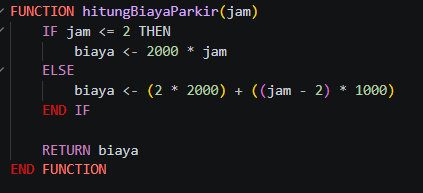 FUNCTION hitungBiayaParkir(jam)
    IF jam <= 2 THEN
        biaya <- 2000 * jam
    ELSE
        biaya <- (2 * 2000) + ((jam - 2) * 1000)
    END IF

    RETURN biaya
END FUNCTION